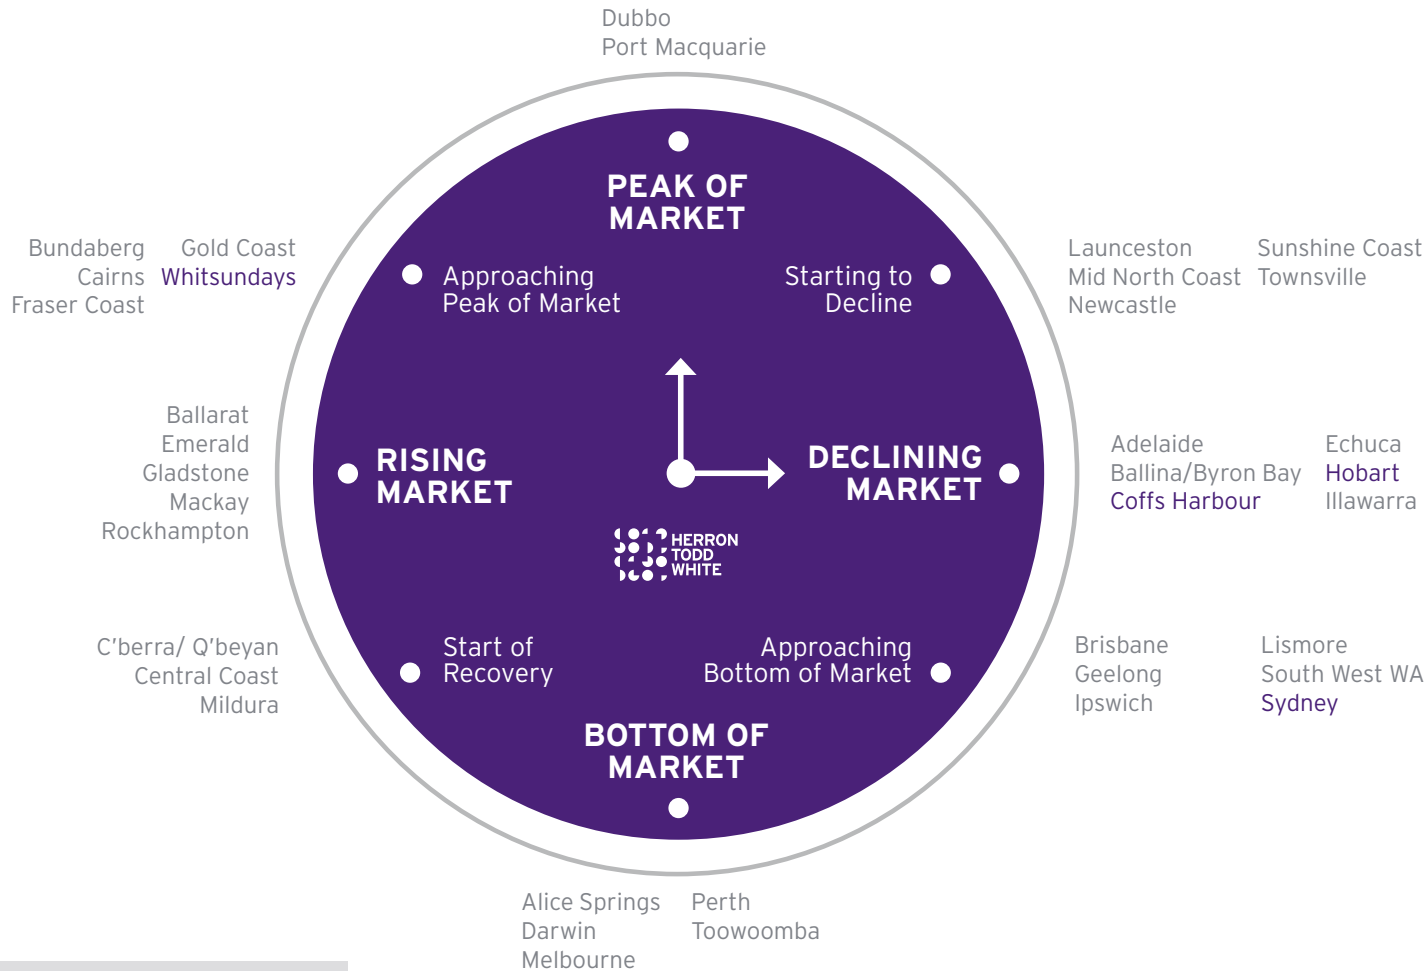 Dubbo
Port Macquarie
PEAK OF
MARKET
Bundaberg Gold Coast
Cairns Whitsundays
Fraser Coast
Approaching
Peak of Market
Starting to
Decline
Launceston Sunshine Coast
Mid North Coast Townsville
Newcastle
Ballarat
Emerald
Gladstone
Mackay
Rockhampton
RISING
MARKET
DECLINING
MARKET
Adelaide Echuca
Ballina/Byron Bay Hobart
Coffs Harbour Illawarra
HERRON
TODD
WHITE
C'berra/ Q'beyan
Central Coast
Mildura
Start of
Recovery
Approaching
Bottom of Market
Brisbane Lismore
Geelong South West WA
Ipswich Sydney
BOTTOM OF
MARKET
Alice Springs Perth
Darwin Toowoomba
Melbourne